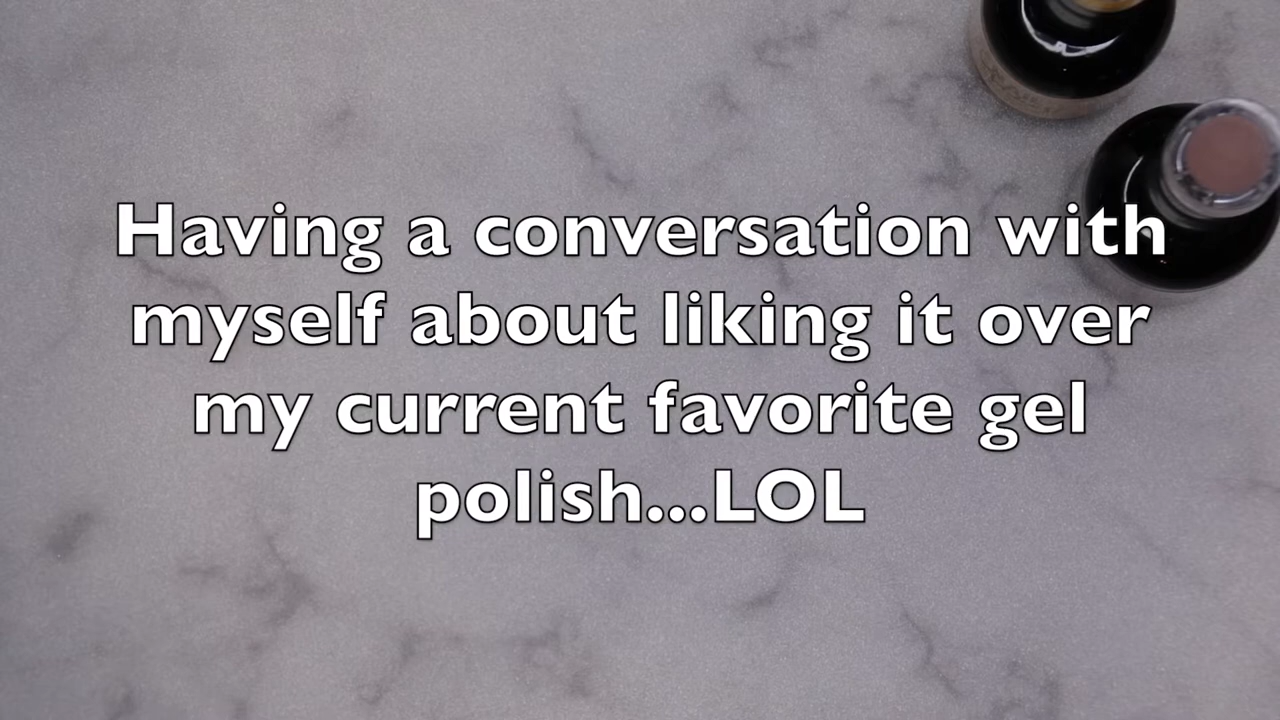 Having a conversation with
myself about liking it over
my current favorite gel
polish...LOL